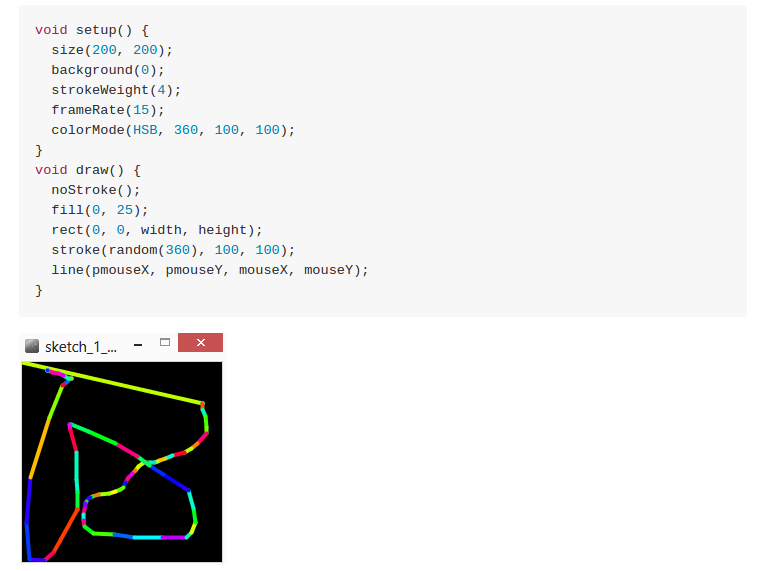 void setup() {
  size(200, 200);
  background(0);
  strokeWeight(4);
  frameRate(15);
  colorMode(HSB, 360, 100, 100);
}
void draw() {
  noStroke();
  fill(0, 25);
  rect(0, 0, width, height);
  stroke(random(360), 100, 100);
  line(pmouseX, pmouseY, mouseX, mouseY);
}
sketch_1_...